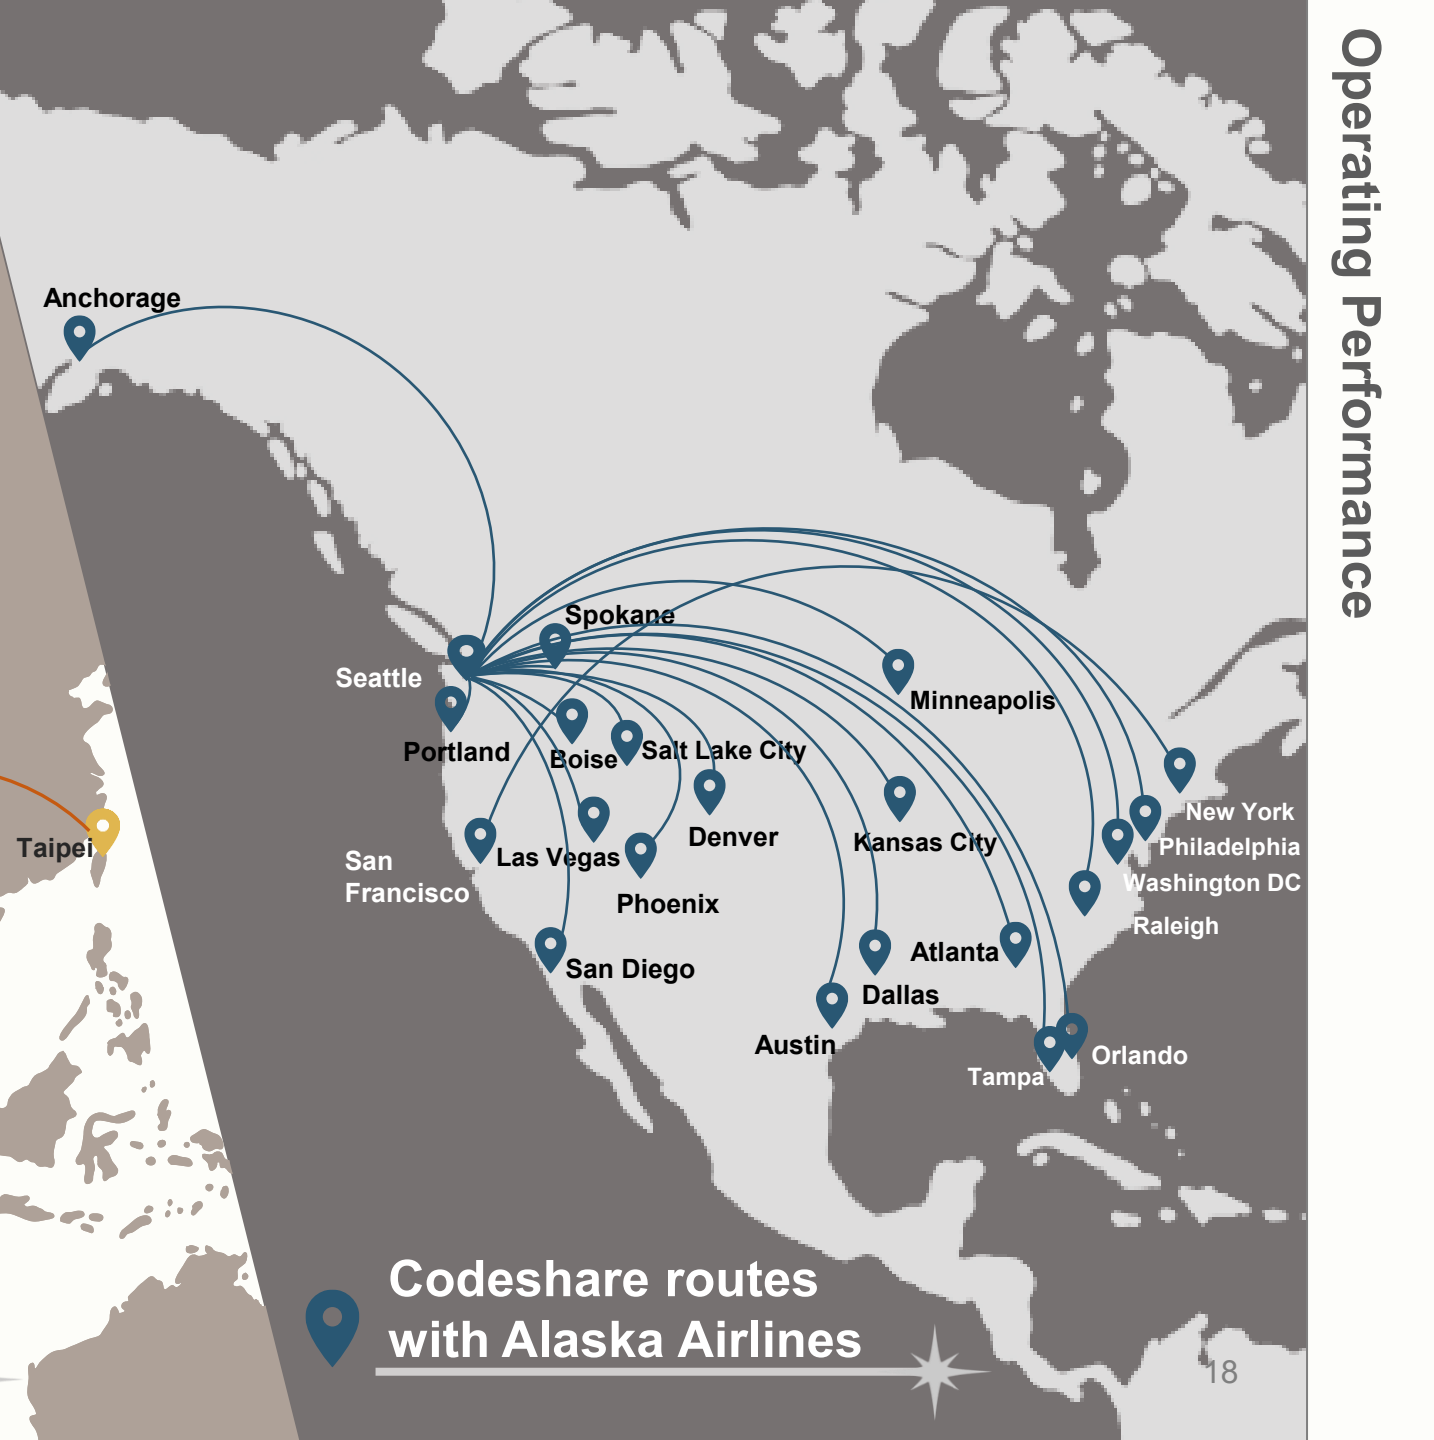 Operating Performance
Anchorage
Spokane
Seattle
Minneapolis
Portland
Boise
Salt Lake City
New York
Denver
Kansas City
Philadelphia
Taipei
San
Francisco
Las Vegas
Washington DC
Phoenix
Raleigh
San Diego
Atlanta
Dallas
Austin
Orlando
Tampa
Codeshare routes
with Alaska Airlines
18